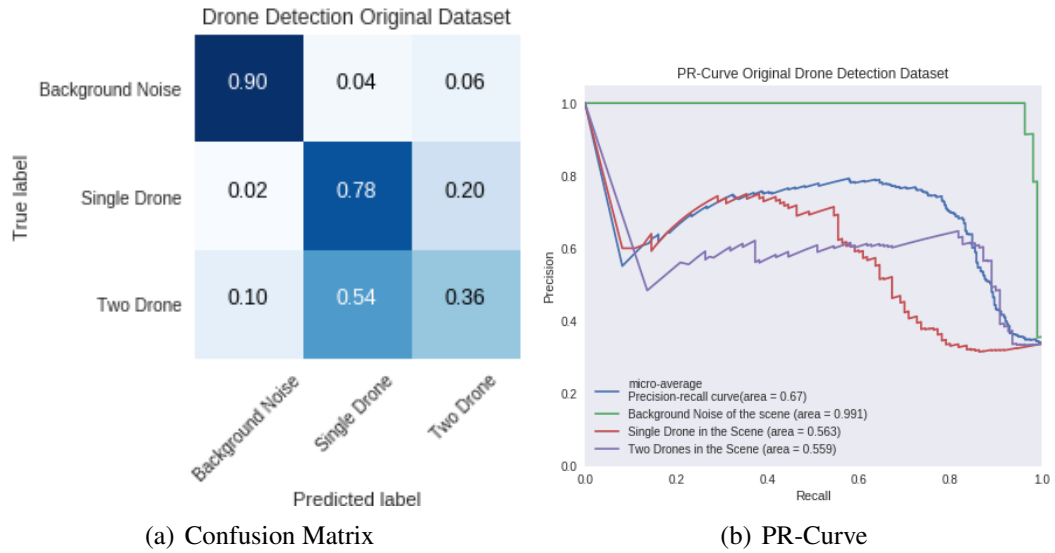 Drone Detection Original Dataset
True label
Background Noise
0.90 0.04 0.06
Single Drone
0.02 0.78 0.20
Two Drone
0.10 0.54 0.36
Background Noise
Single Drone
Two Drone
Predicted label
(a) Confusion Matrix
PR-Curve Original Drone Detection Dataset
Precision
1.0
0.8
0.6
0.4
0.2
0.0
micro-average
Precision-recall curve(area = 0.67)
Background Noise of the scene (area = 0.991)
Single Drone in the Scene (area = 0.563)
Two Drones in the Scene (area = 0.559)
0.0 0.2 0.4 0.6 0.8 1.0
Recall
(b) PR-Curve